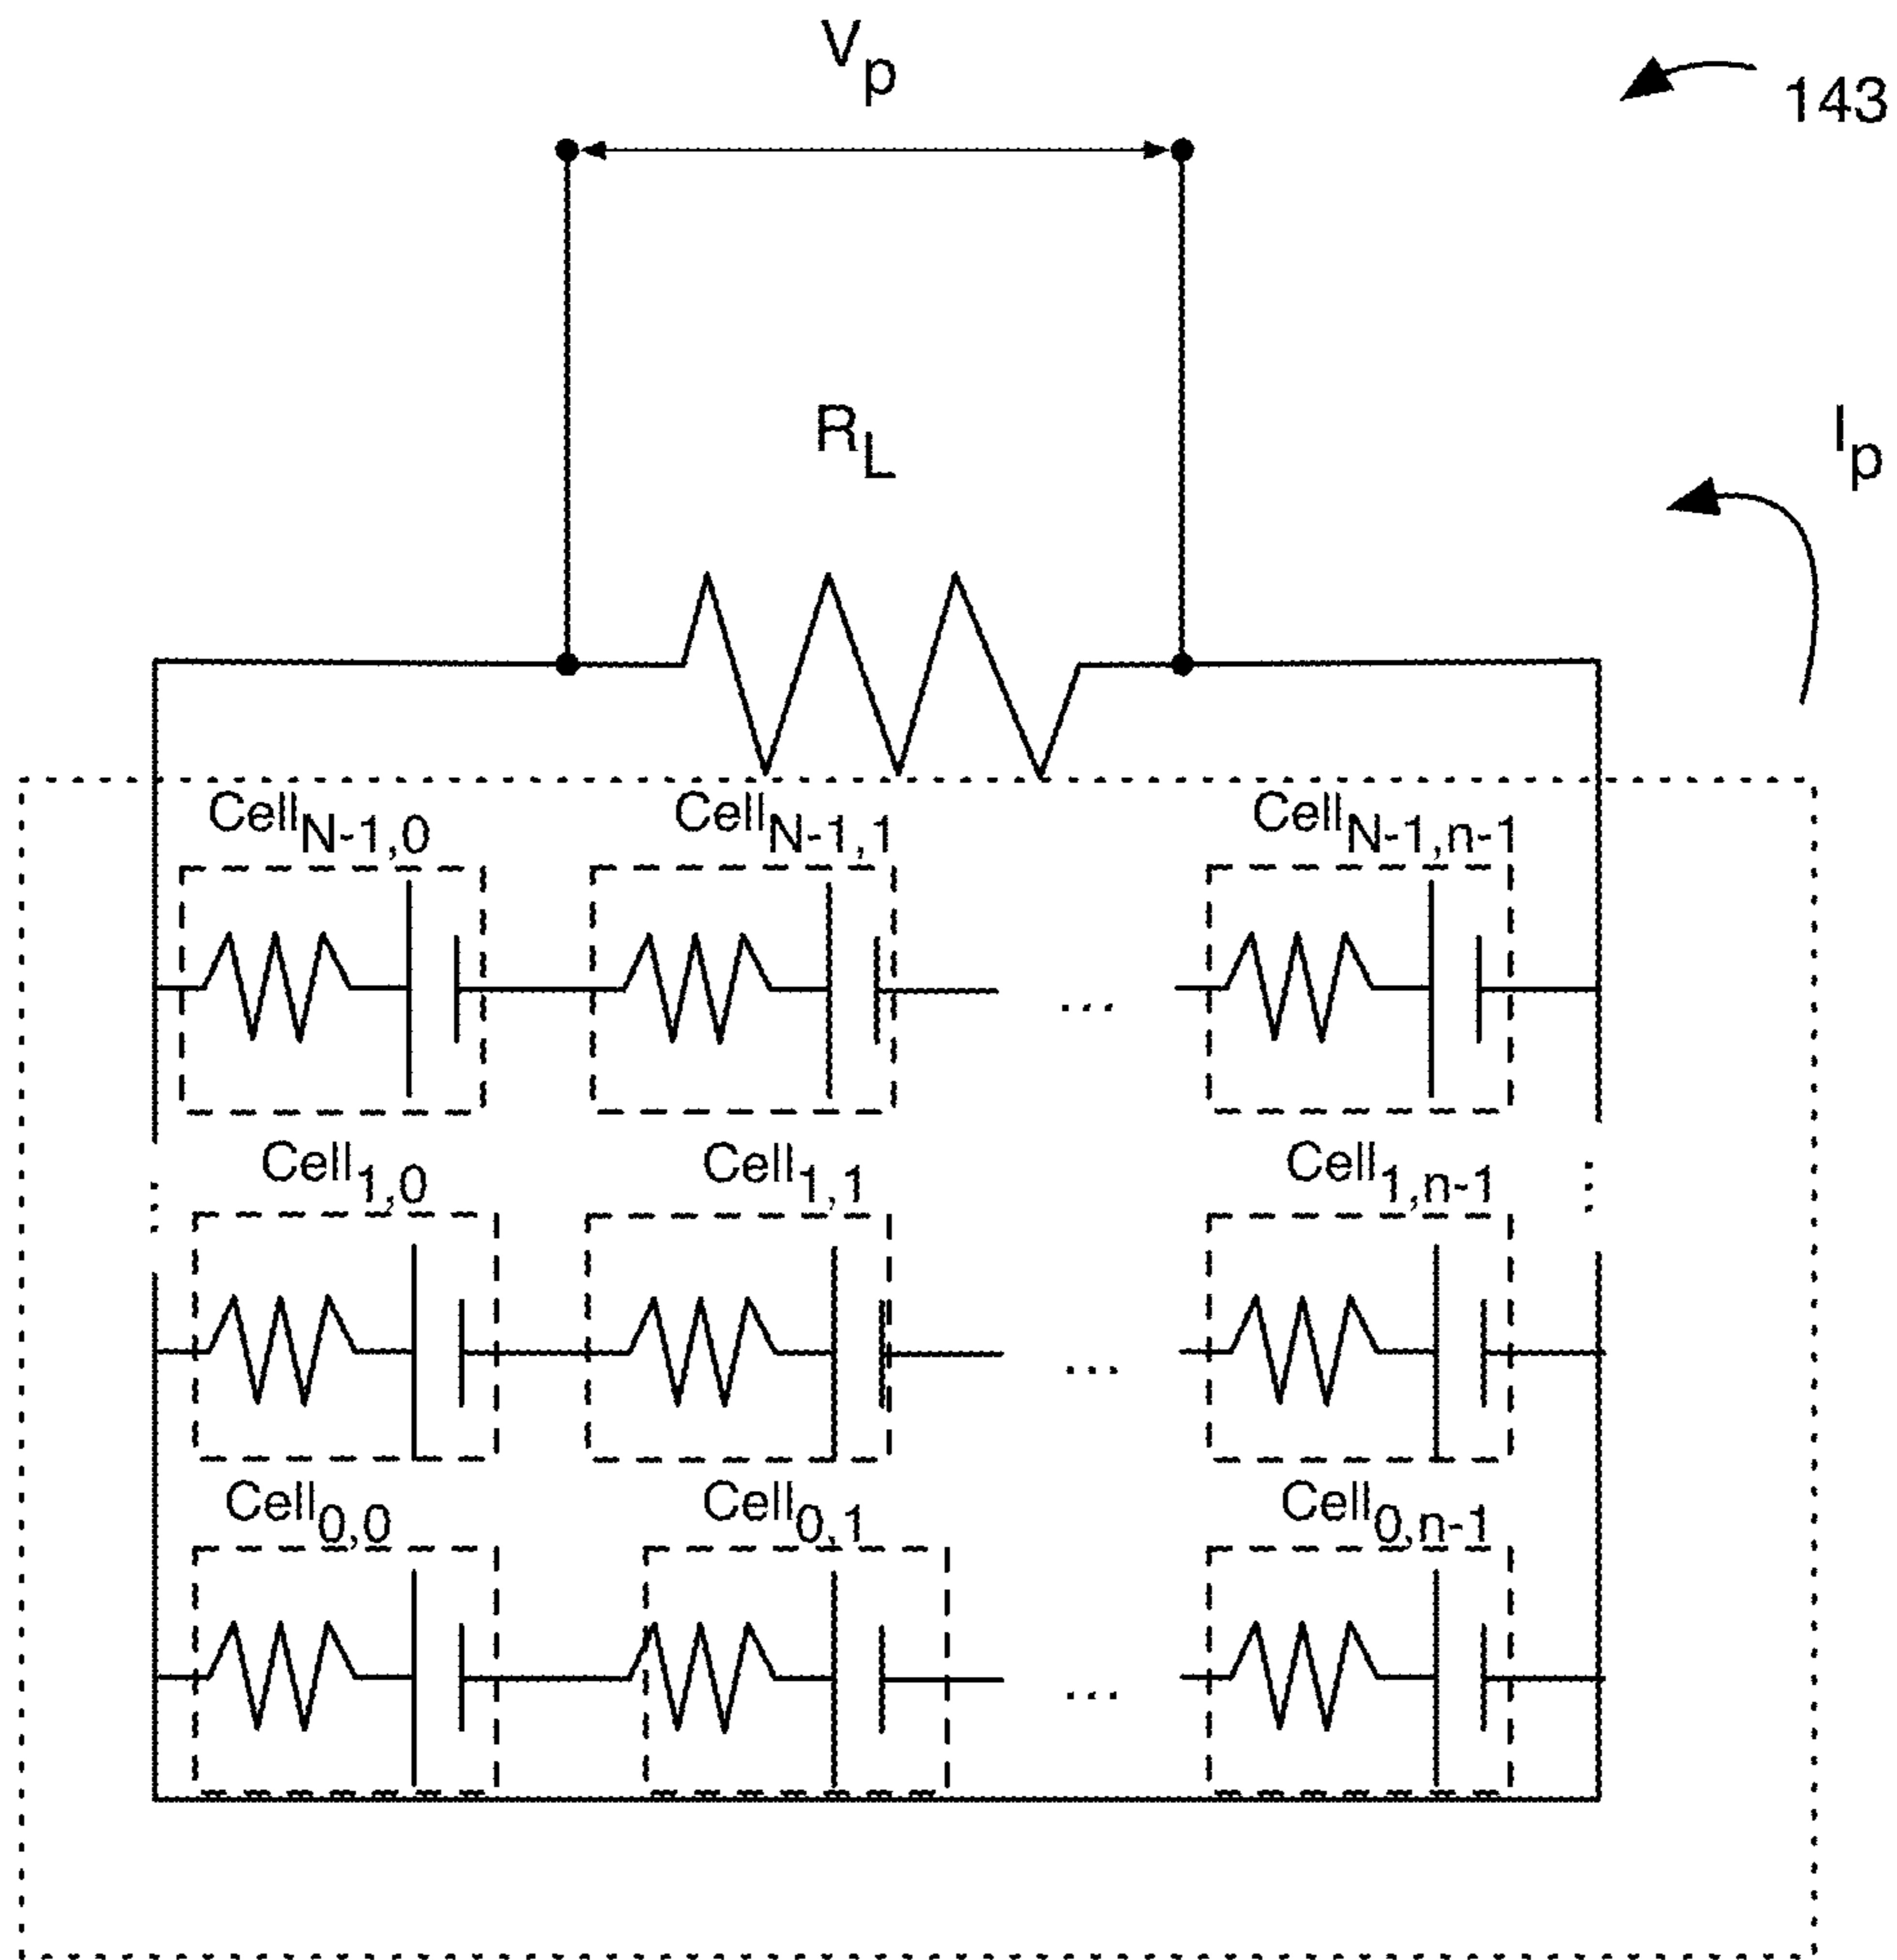 Vp
143
RL
Ip
CellN-1,0 CellN-1,1 CellN-1,n-1
...
Cell1,0 Cell1,1 Cell1,n-1
...
Cell0,0 Cell0,1 Cell0,n-1
...